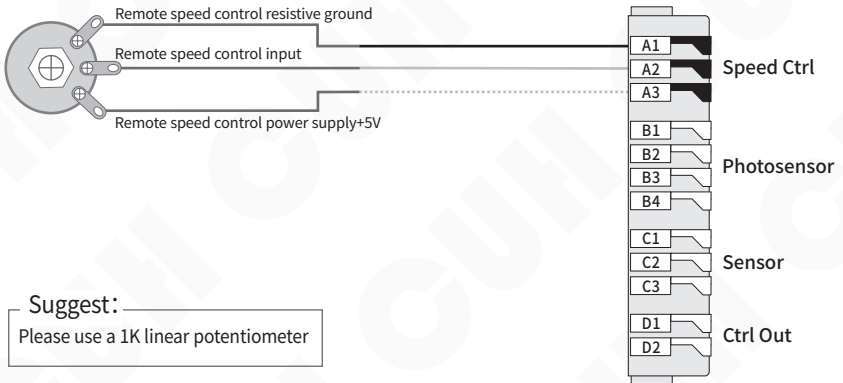 Remote speed control resistive ground
Remote speed control input
Remote speed control power supply+5V
A1
A2
A3
Speed Ctrl
B1
B2
B3
B4
Photosensor
C1
C2
C3
Sensor
D1
D2
Ctrl Out
Suggest:
Please use a 1K linear potentiometer
CUH